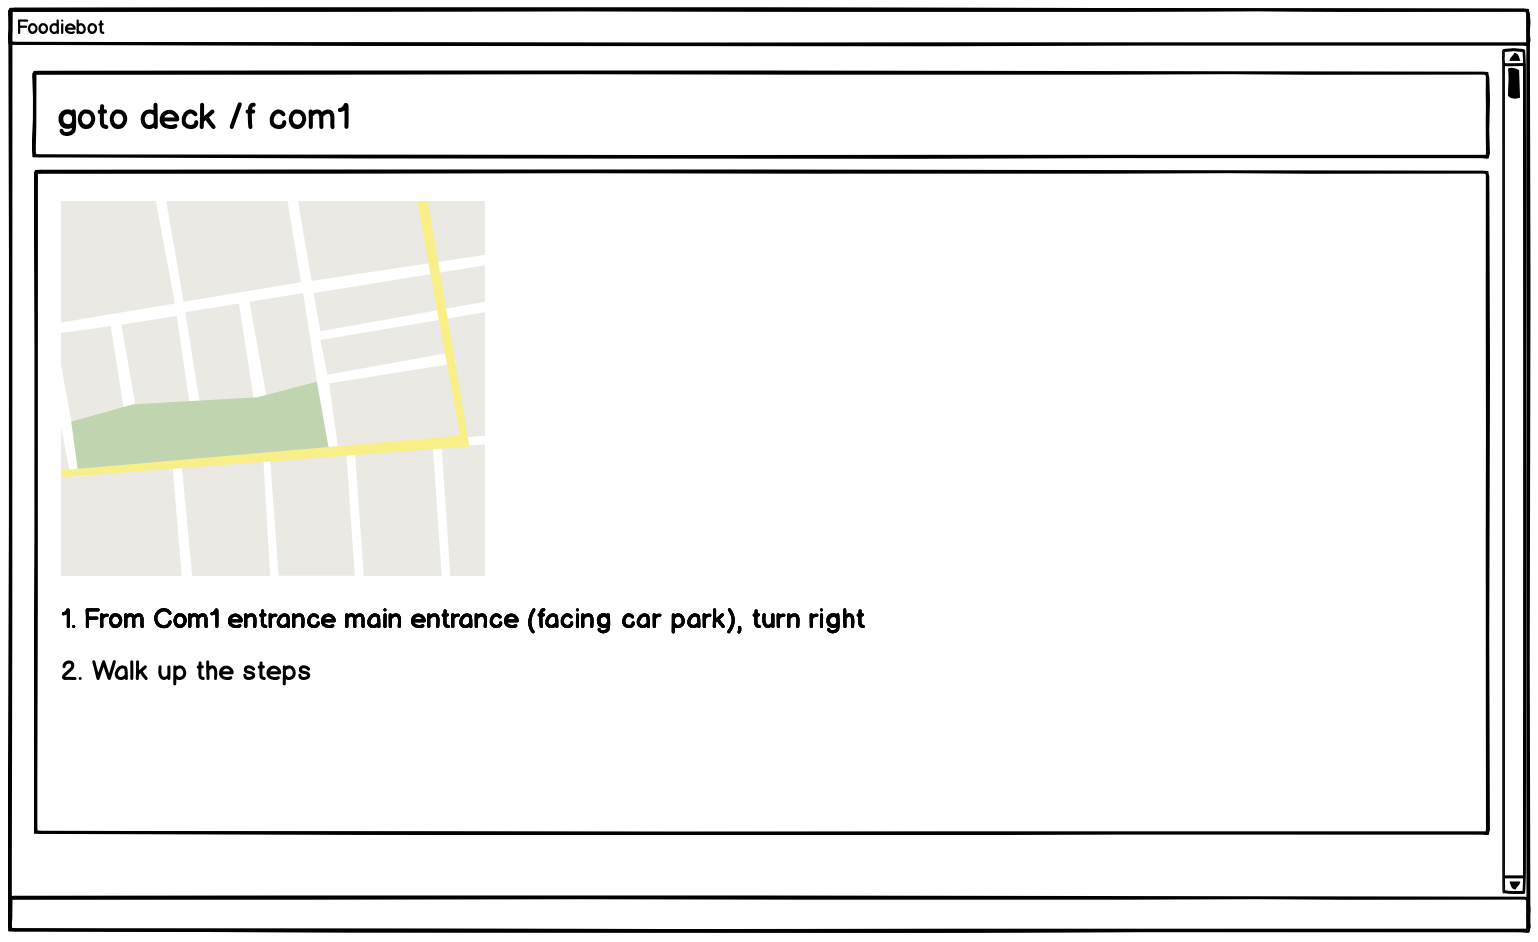 Foodiebot
goto deck /f com1
1. From Com1 entrance main entrance (facing car park), turn right
2. Walk up the steps